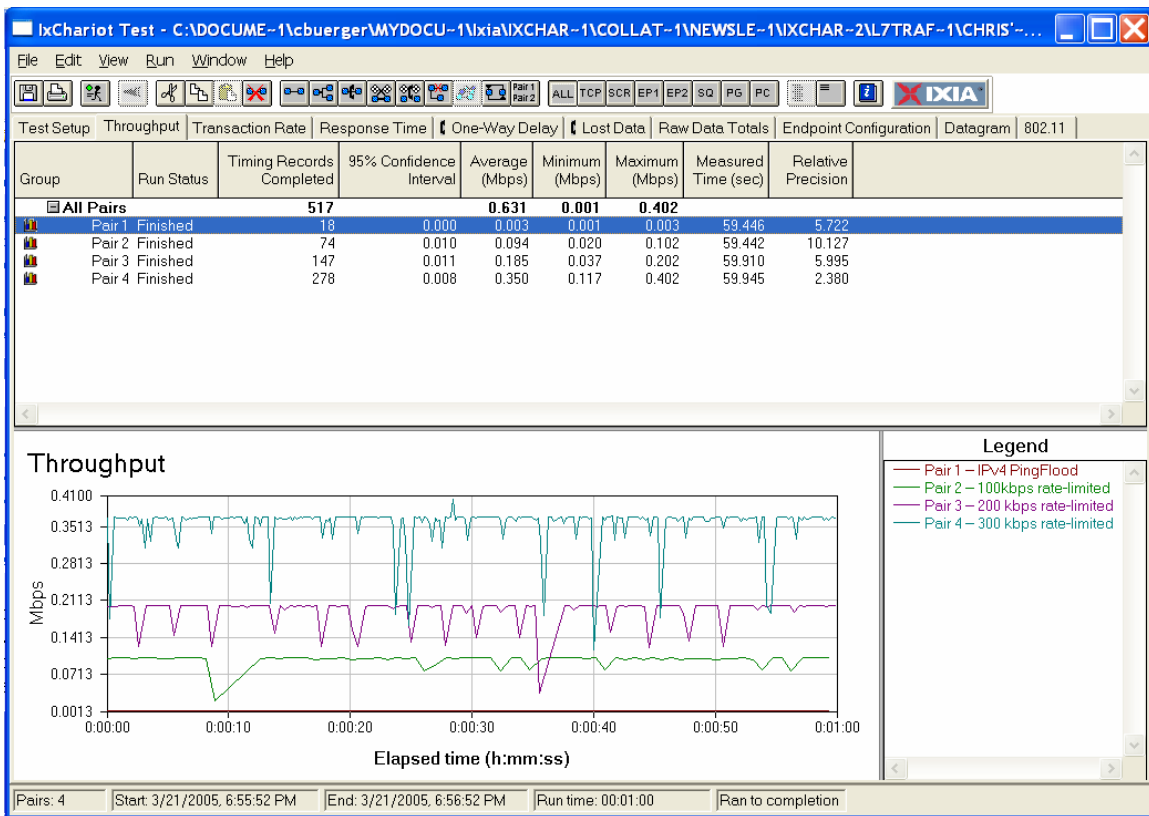 IxChariot Test - C:\DOCUME~1\cbuerger\MYDOCU~1\Ixia\IXCHAR~1\COLLAT~1\NEWSLE~1\IXCHAR~2\L7TRAF~1\CHRIS'~...
File Edit View Run Window Help
Pair 1 Pair 2 ALL TCP SCR EP1 EP2 SQ PG PC IXIA
Test Setup Throughput Transaction Rate Response Time One-Way Delay Lost Data Raw Data Totals Endpoint Configuration Datagram 802.11
Group Run Status Timing Records Completed 95% Confidence Interval Average (Mbps) Minimum (Mbps) Maximum (Mbps) Measured Time (sec) Relative Precision
All Pairs 517 0.631 0.001 0.402
Pair 1 Finished 18 0.000 0.003 0.001 0.003 59.446 5.722
Pair 2 Finished 74 0.010 0.094 0.020 0.102 59.442 10.127
Pair 3 Finished 147 0.011 0.185 0.037 0.202 59.910 5.995
Pair 4 Finished 278 0.008 0.350 0.117 0.402 59.945 2.380
Throughput
0.4100
0.3513
0.2813
0.2113
0.1413
0.0713
0.0013
Mbps
0:00:00 0:00:10 0:00:20 0:00:30 0:00:40 0:00:50 0:01:00
Elapsed time (h:mm:ss)
Legend
Pair 1 – IPv4 PingFlood
Pair 2 – 100kbps rate-limited
Pair 3 – 200 kbps rate-limited
Pair 4 – 300 kbps rate-limited
Pairs: 4 Start: 3/21/2005, 6:55:52 PM End: 3/21/2005, 6:56:52 PM Run time: 00:01:00 Ran to completion